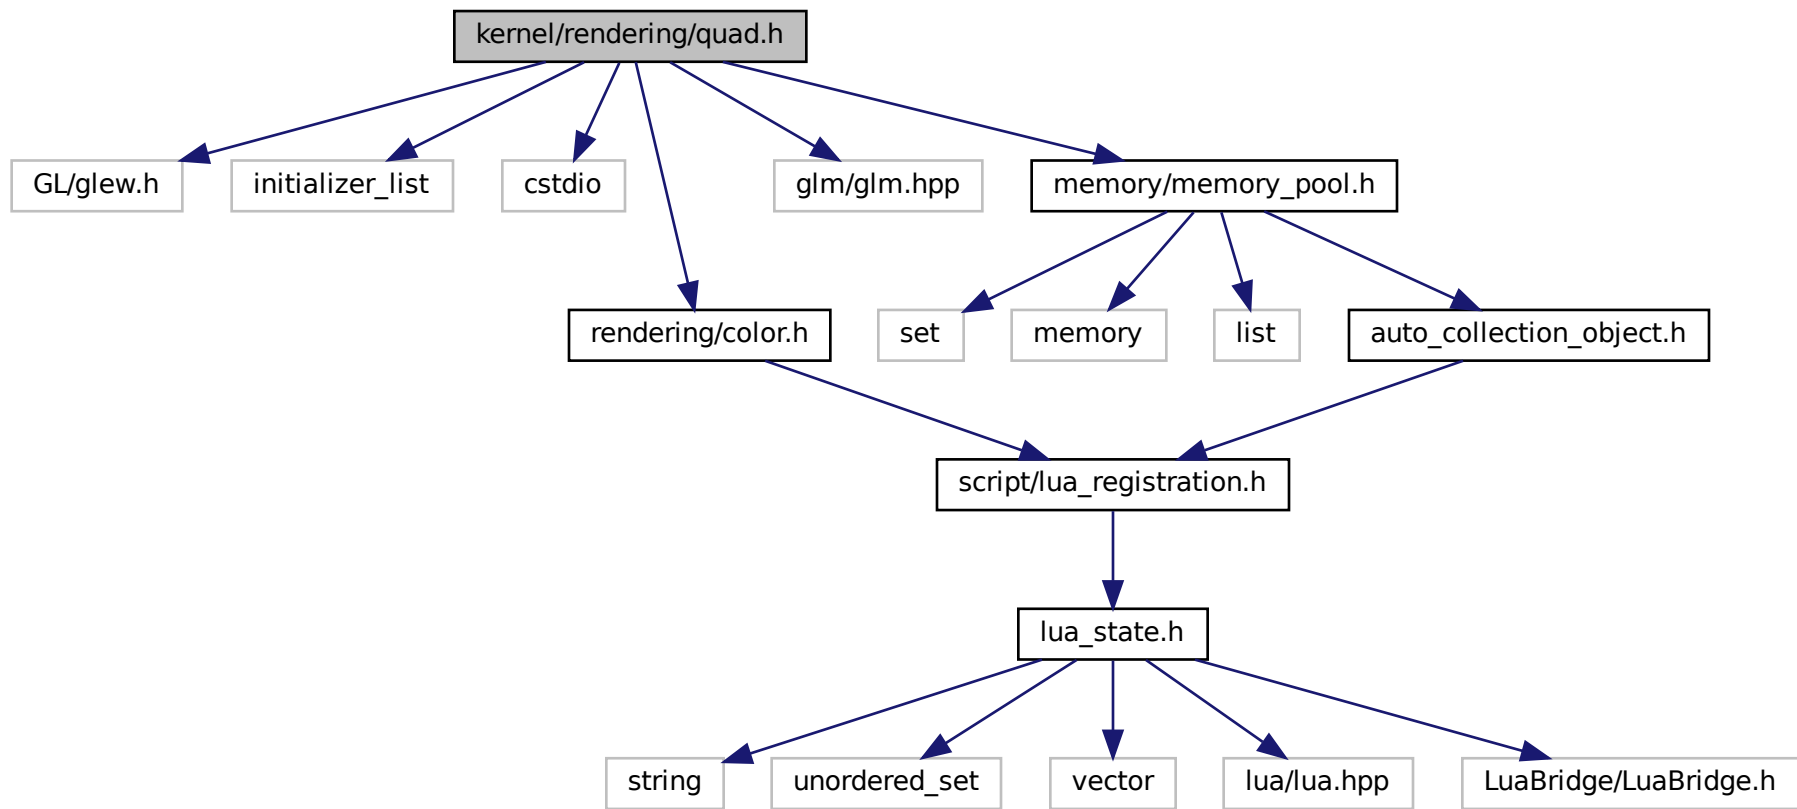 kernel/rendering/quad.h
GL/glew.h
initializer_list
cstdio
glm/glm.hpp
memory/memory_pool.h
rendering/color.h
set
memory
list
auto_collection_object.h
script/lua_registration.h
lua_state.h
string
unordered_set
vector
lua/lua.hpp
LuaBridge/LuaBridge.h